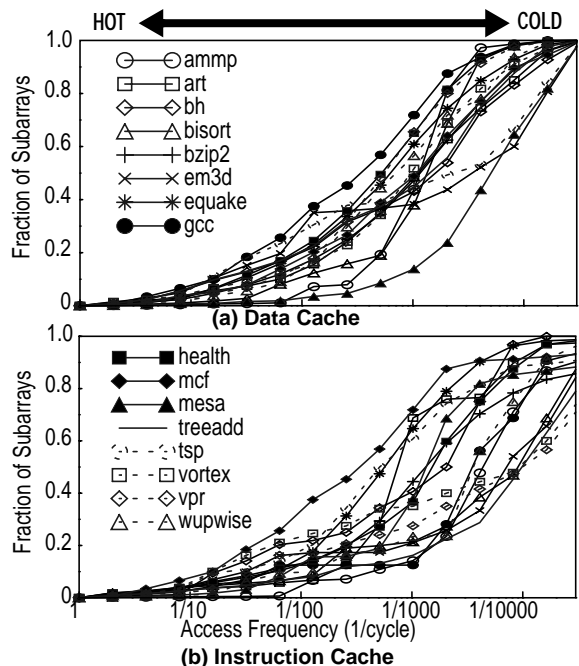 HOT COLD
1.0
0.8
0.6
0.4
0.2
0
Fraction of Subarrays
ammp
art
bh
bisort
bzip2
em3d
equake
gcc
(a) Data Cache
1.0
0.8
0.6
0.4
0.2
0
Fraction of Subarrays
health
mcf
mesa
treeadd
tsp
vortex
vpr
wupwise
1 1/10 1/100 1/1000 1/10000
Access Frequency (1/cycle)
(b) Instruction Cache